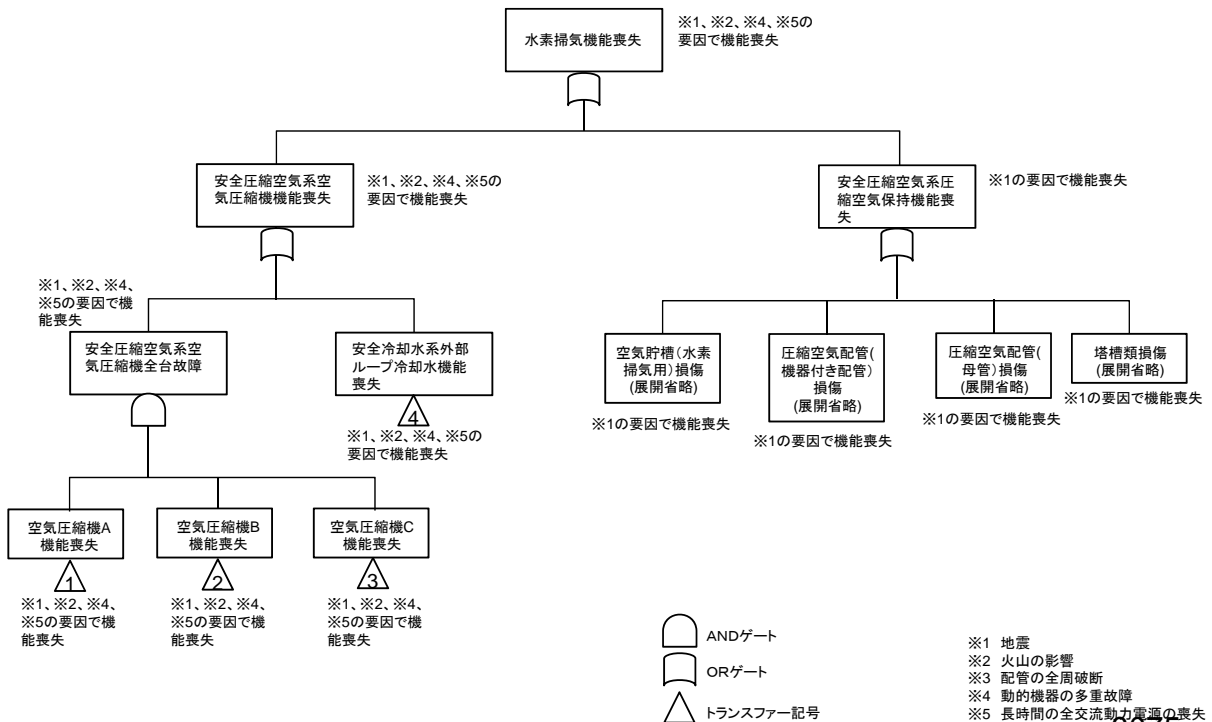 水素掃気機能喪失
※1、※2、※4、※5の
要因で機能喪失
安全圧縮空気系空
気圧縮機機能喪失
※1、※2、※4、※5の
要因で機能喪失
安全圧縮空気系圧
縮空気保持機能喪
失
※1の要因で機能喪失
※1、※2、※4、
※5の要因で機
能喪失
安全圧縮空気系空
気圧縮機全台故障
安全冷却水系外部
ループ冷却水機能
喪失
4
※1、※2、※4、※5の
要因で機能喪失
空気貯槽(水素
掃気用)損傷
(展開省略)
※1の要因で機能喪失
圧縮空気配管(
機器付き配管)
損傷
(展開省略)
※1の要因で機能喪失
圧縮空気配管(
母管)損傷
(展開省略)
※1の要因で機能喪失
塔槽類損傷
(展開省略)
※1の要因で機能喪失
空気圧縮機A
機能喪失
1
※1、※2、※4、
※5の要因で機
能喪失
空気圧縮機B
機能喪失
2
※1、※2、※4、
※5の要因で機
能喪失
空気圧縮機C
機能喪失
3
※1、※2、※4、
※5の要因で機
能喪失
ANDゲート
ORゲート
トランスファー記号
※1 地震
※2 火山の影響
※3 配管の全周破断
※4 動的機器の多重故障
※5 長時間の全交流動力電源の喪失